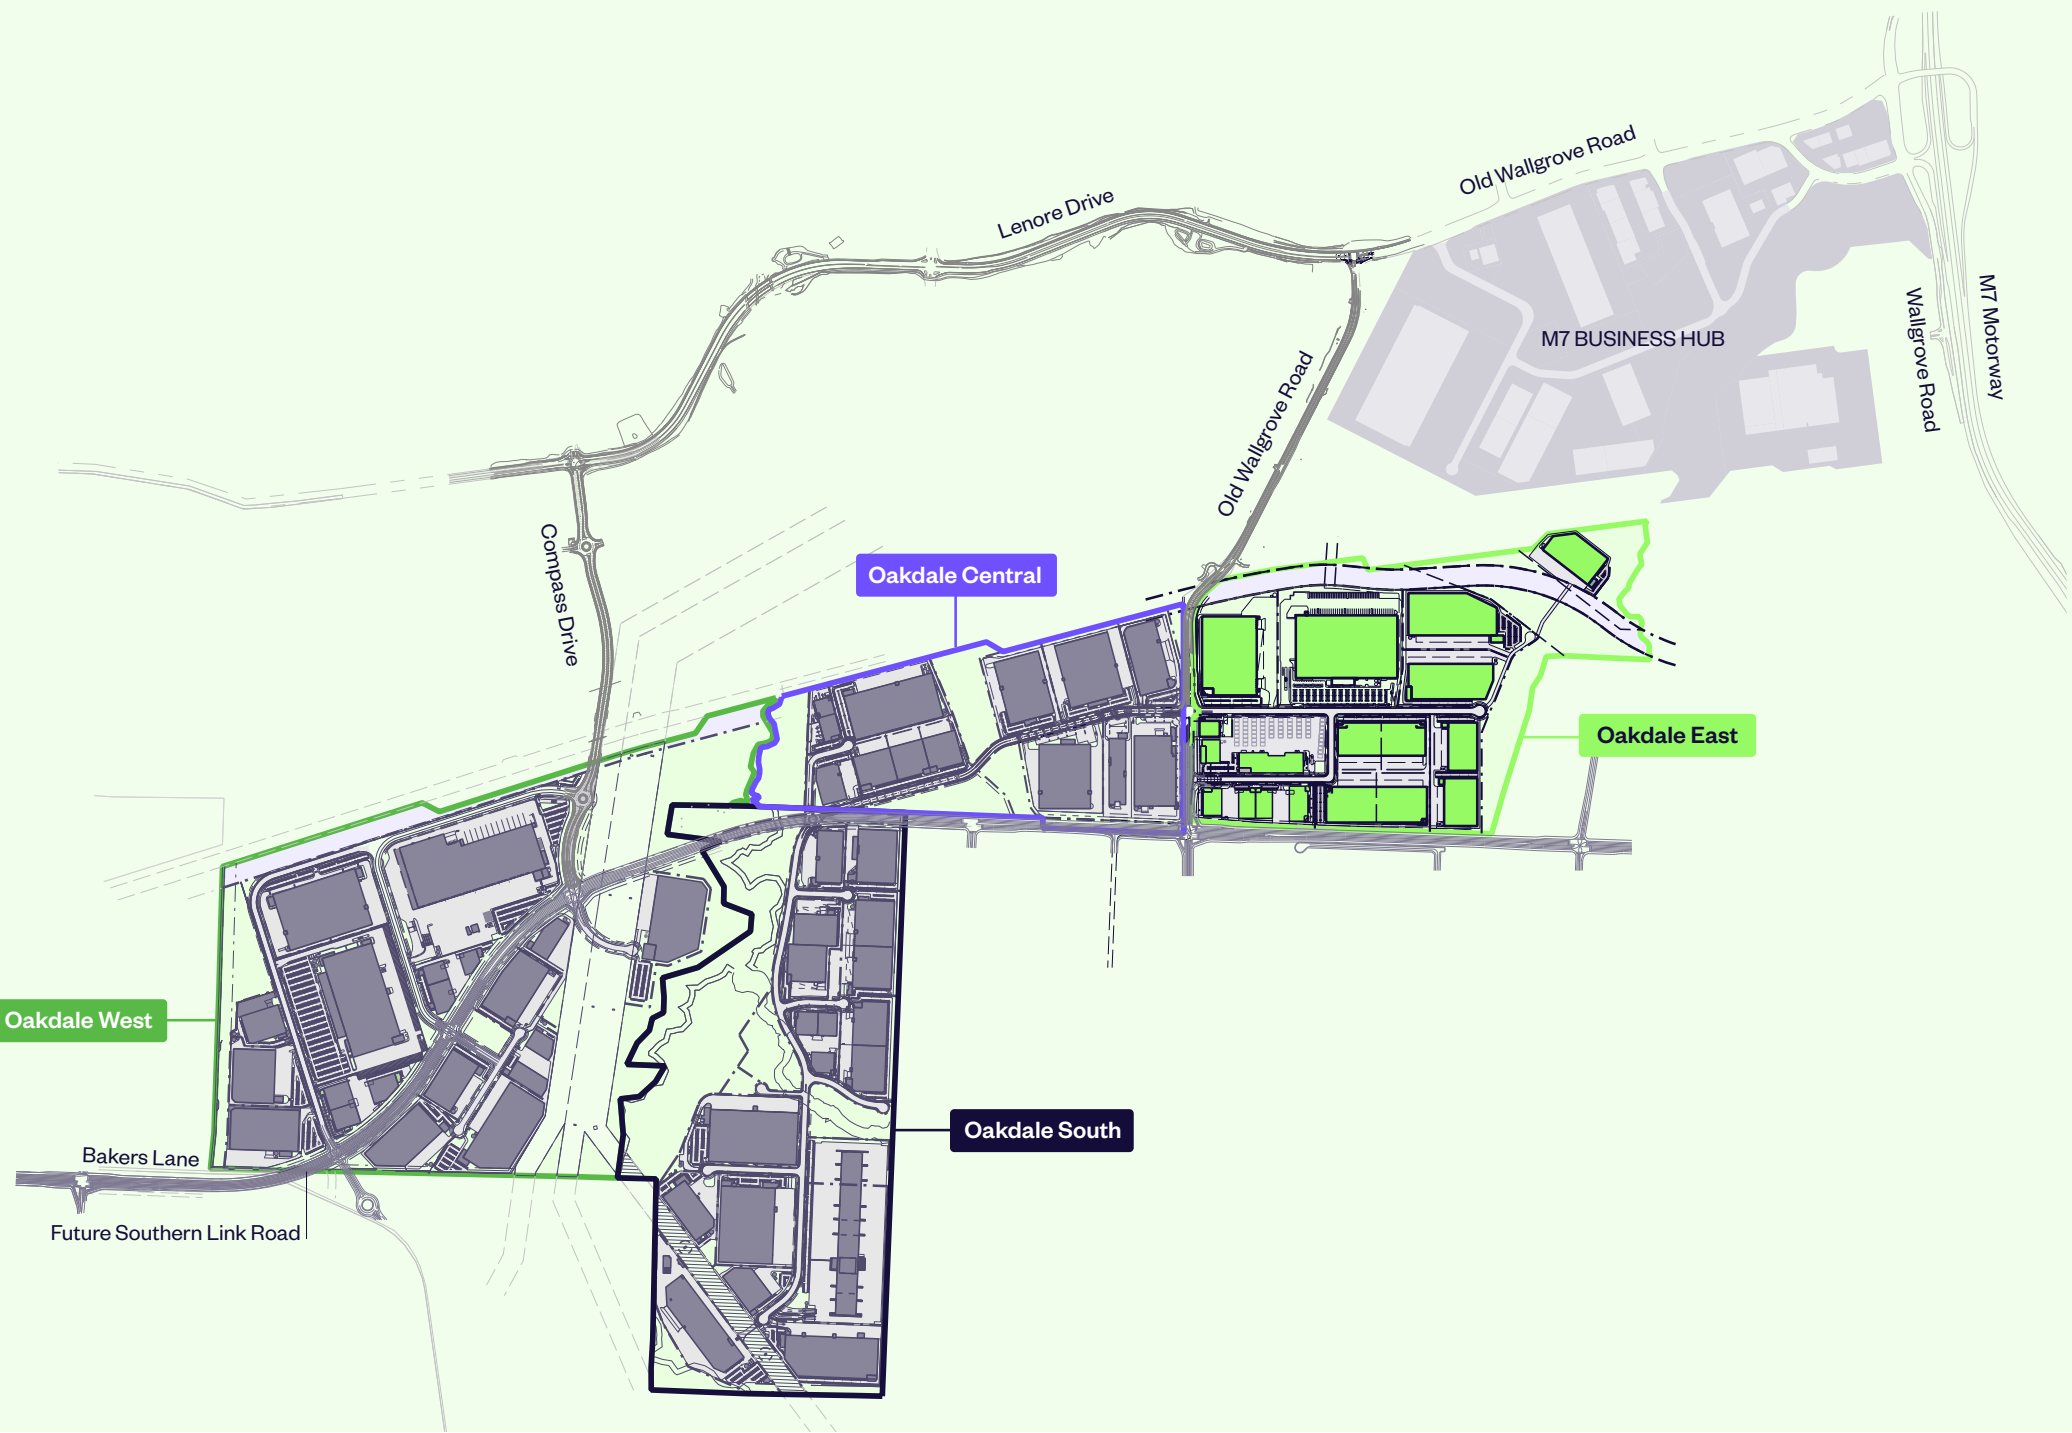 Old Wallgrove Road
Lenore Drive
M7 Motorway
Wallgrove Road
M7 BUSINESS HUB
Old Wallgrove Road
Compass Drive
Oakdale Central
Oakdale East
Oakdale West
Oakdale South
Bakers Lane
Future Southern Link Road